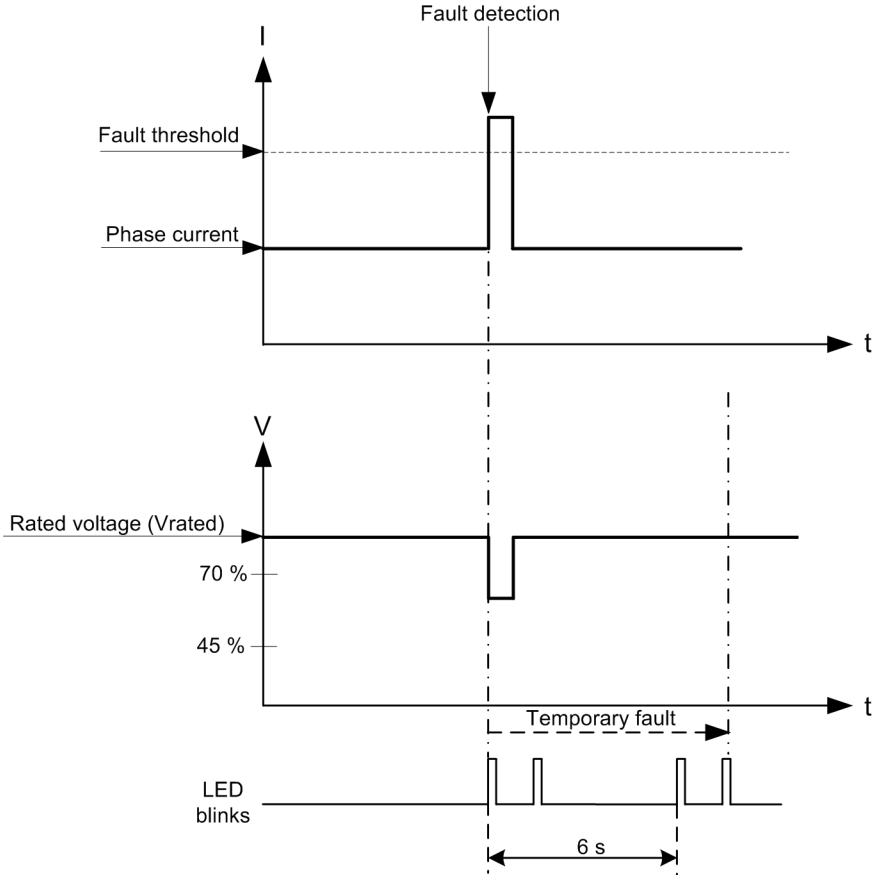 Fault detection
I
Fault threshold
Phase current
t
V
Rated voltage (Vrated)
70 %
45 %
t
Temporary fault
LED
blinks
6 s